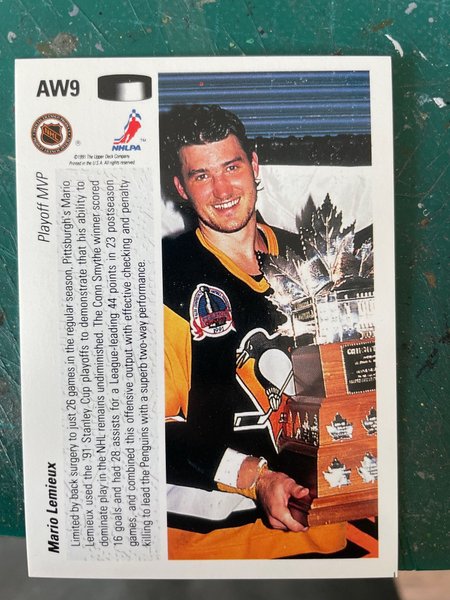 AW9
NHLPA
TM
®
©1991 The Upper Deck Company.
Printed in the U.S.A. All rights reserved.
Playoff MVP
Mario Lemieux
Limited by back surgery to just 26 games in the regular season, Pittsburgh's Mario
Lemieux used the '91 Stanley Cup playoffs to demonstrate that his ability to
dominate play in the NHL remains undiminished. The Conn Smythe winner scored
16 goals and had 28 assists for a League-leading 44 points in 23 postseason
games, and combined this offensive output with effective checking and penalty
killing to lead the Penguins with a superb two-way performance.